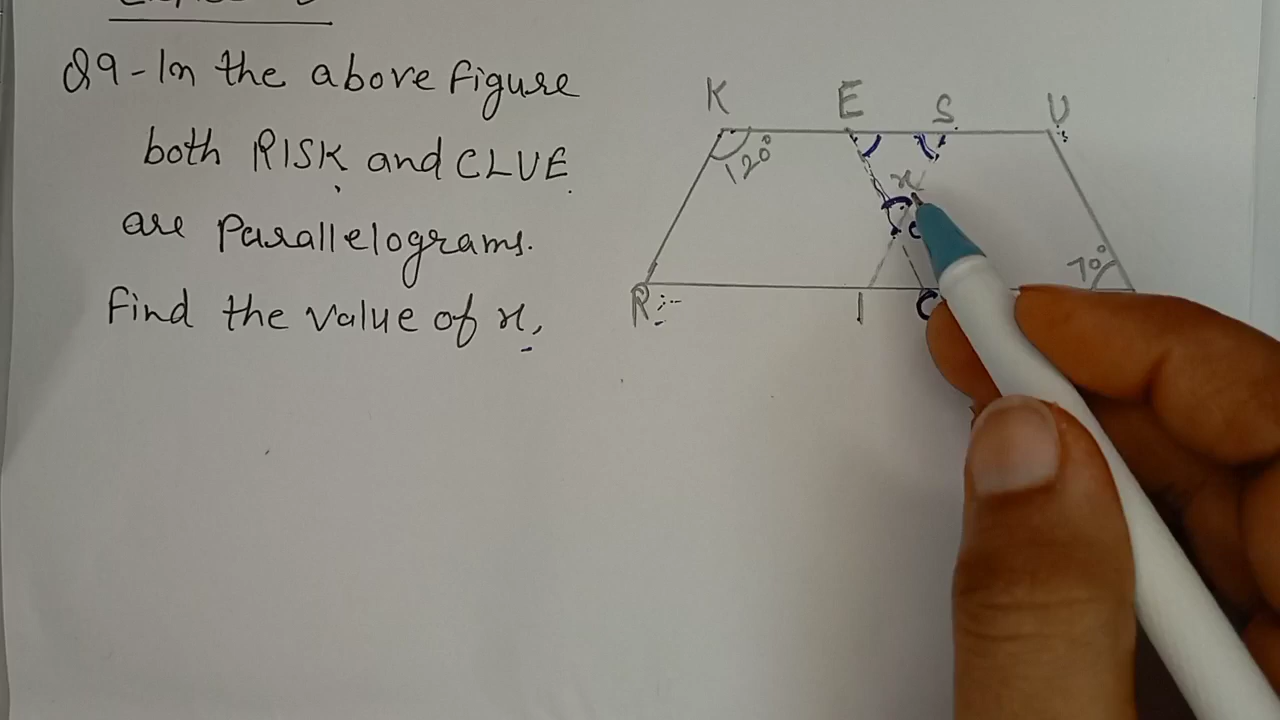 Q9-In the above figure
both RISK and CLUE
are Parallelograms.
Find the value of x,
K E S U
120°
x
70°
R I C